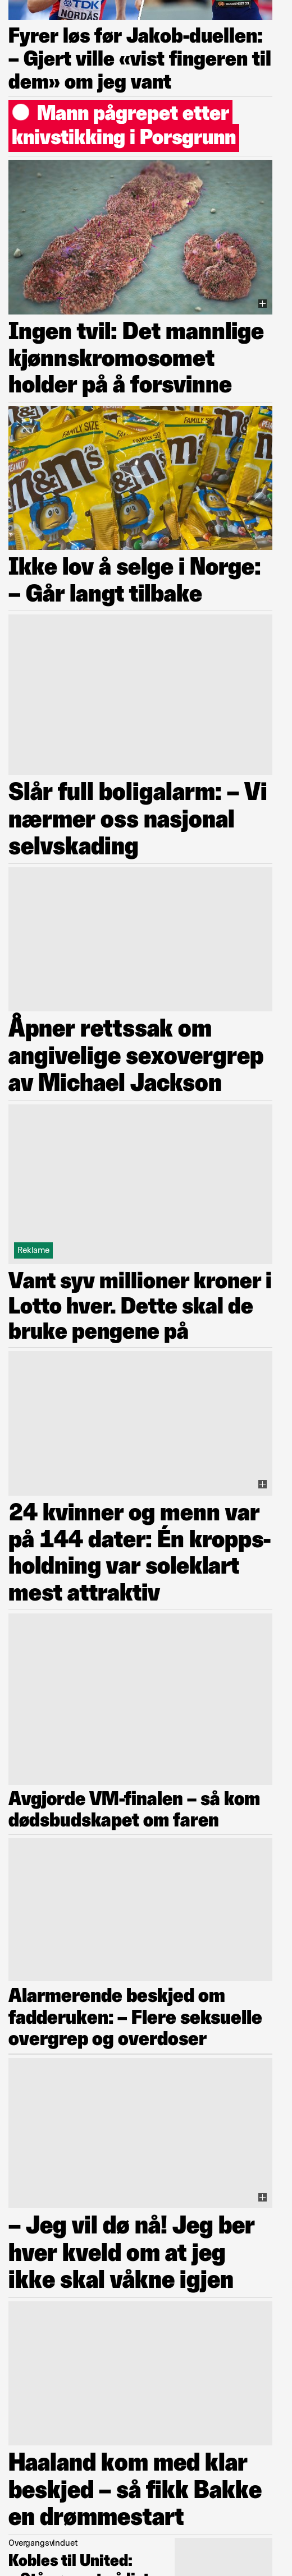 TDK
NORDÅS
Fyrer løs før Jakob-duellen:
– Gjert ville «vist fingeren til
dem» om jeg vant
Mann pågrepet etter
knivstikking i Porsgrunn
Ingen tvil: Det mannlige
kjønnskromosomet
holder på å forsvinne
PEANUT
FAMILY SIZE
FAMILY SIZE
m&m's
m&m's
m&m's
Ikke lov å selge i Norge:
– Går langt tilbake
Slår full boligalarm: – Vi
nærmer oss nasjonal
selvskading
Åpner rettssak om
angivelige sexovergrep
av Michael Jackson
Reklame
Vant syv millioner kroner i
Lotto hver. Dette skal de
bruke pengene på
24 kvinner og menn var
på 144 dater: Én kropps-
holdning var soleklart
mest attraktiv
Avgjorde VM-finalen – så kom
dødsbudskapet om faren
Alarmerende beskjed om
fadderuken: – Flere seksuelle
overgrep og overdoser
– Jeg vil dø nå! Jeg ber
hver kveld om at jeg
ikke skal våkne igjen
Haaland kom med klar
beskjed – så fikk Bakke
en drømmestart
Overgangsvinduet
Kobles til United: